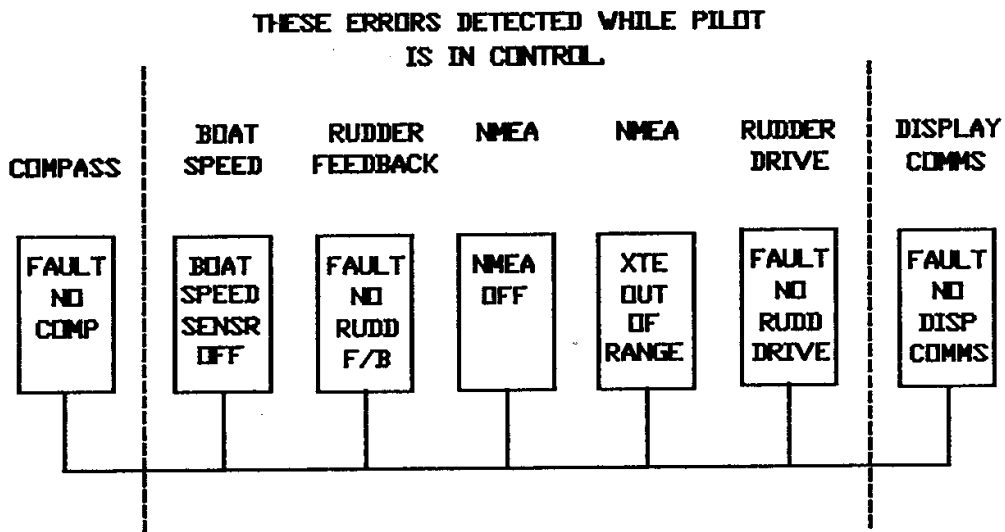 THESE ERRORS DETECTED WHILE PILOT
IS IN CONTROL.
COMPASS
BOAT
SPEED
RUDDER
FEEDBACK
NMEA
NMEA
RUDDER
DRIVE
DISPLAY
COMMS
FAULT
NO
COMP
BOAT
SPEED
SENSR
OFF
FAULT
NO
RUDD
F/B
NMEA
OFF
XTE
OUT
OF
RANGE
FAULT
NO
RUDD
DRIVE
FAULT
NO
DISP
COMMS